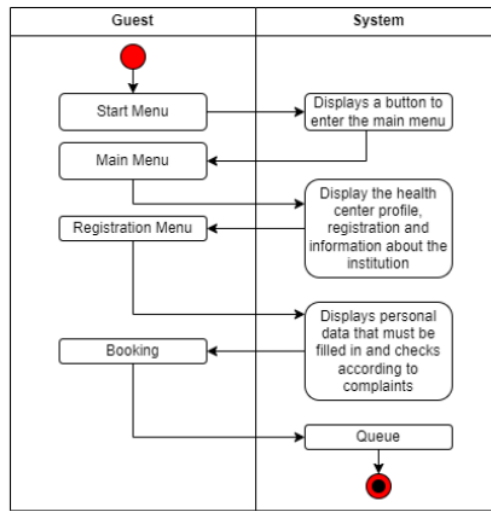 Guest
System
Start Menu
Displays a button to
enter the main menu
Main Menu
Display the health
center profile,
registration and
information about the
institution
Registration Menu
Displays personal
data that must be
filled in and checks
according to
complaints
Booking
Queue